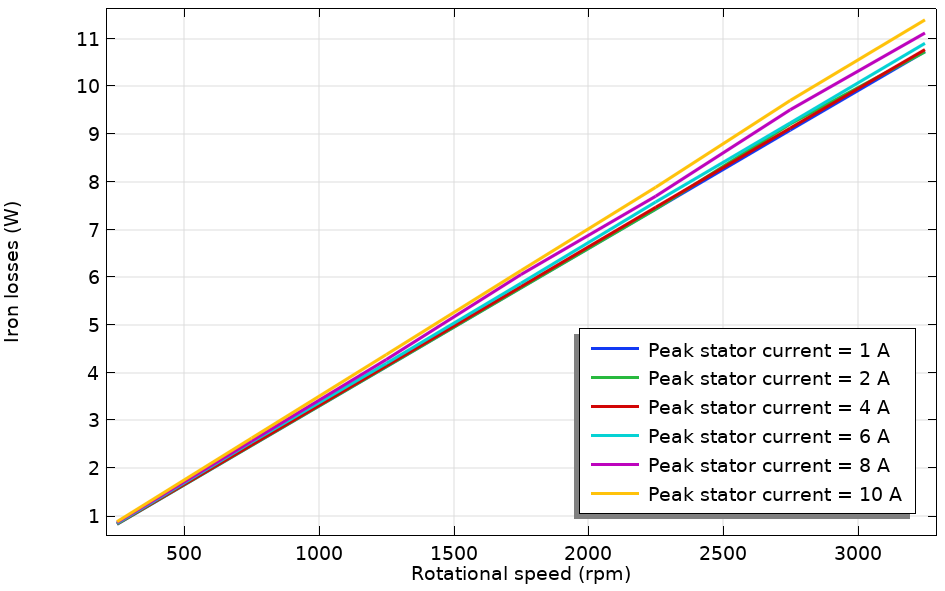 11
10
9
8
7
6
5
4
3
2
1
Iron losses (W)
Peak stator current = 1 A
Peak stator current = 2 A
Peak stator current = 4 A
Peak stator current = 6 A
Peak stator current = 8 A
Peak stator current = 10 A
500 1000 1500 2000 2500 3000
Rotational speed (rpm)